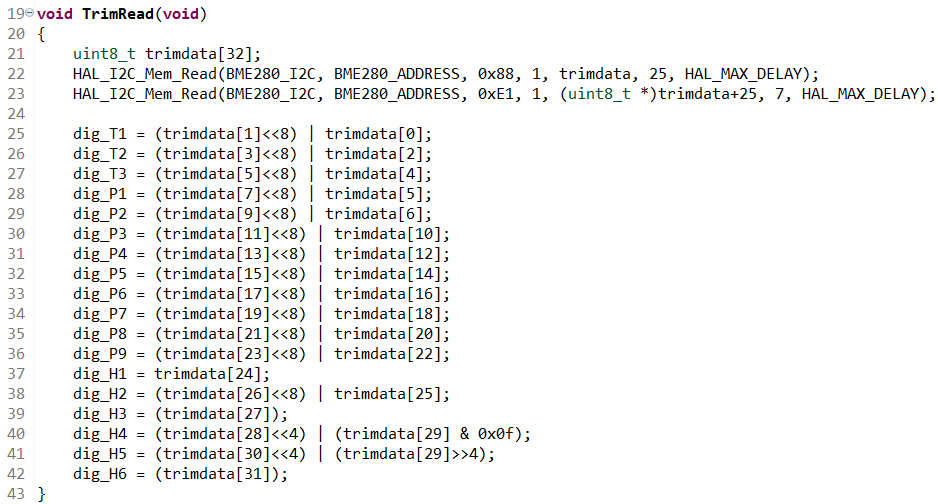 19 void TrimRead(void)
20 {
21     uint8_t trimdata[32];
22     HAL_I2C_Mem_Read(BME280_I2C, BME280_ADDRESS, 0x88, 1, trimdata, 25, HAL_MAX_DELAY);
23     HAL_I2C_Mem_Read(BME280_I2C, BME280_ADDRESS, 0xE1, 1, (uint8_t *)trimdata+25, 7, HAL_MAX_DELAY);
24
25     dig_T1 = (trimdata[1]<<8) | trimdata[0];
26     dig_T2 = (trimdata[3]<<8) | trimdata[2];
27     dig_T3 = (trimdata[5]<<8) | trimdata[4];
28     dig_P1 = (trimdata[7]<<8) | trimdata[5];
29     dig_P2 = (trimdata[9]<<8) | trimdata[6];
30     dig_P3 = (trimdata[11]<<8) | trimdata[10];
31     dig_P4 = (trimdata[13]<<8) | trimdata[12];
32     dig_P5 = (trimdata[15]<<8) | trimdata[14];
33     dig_P6 = (trimdata[17]<<8) | trimdata[16];
34     dig_P7 = (trimdata[19]<<8) | trimdata[18];
35     dig_P8 = (trimdata[21]<<8) | trimdata[20];
36     dig_P9 = (trimdata[23]<<8) | trimdata[22];
37     dig_H1 = trimdata[24];
38     dig_H2 = (trimdata[26]<<8) | trimdata[25];
39     dig_H3 = (trimdata[27]);
40     dig_H4 = (trimdata[28]<<4) | (trimdata[29] & 0x0f);
41     dig_H5 = (trimdata[30]<<4) | (trimdata[29]>>4);
42     dig_H6 = (trimdata[31]);
43 }